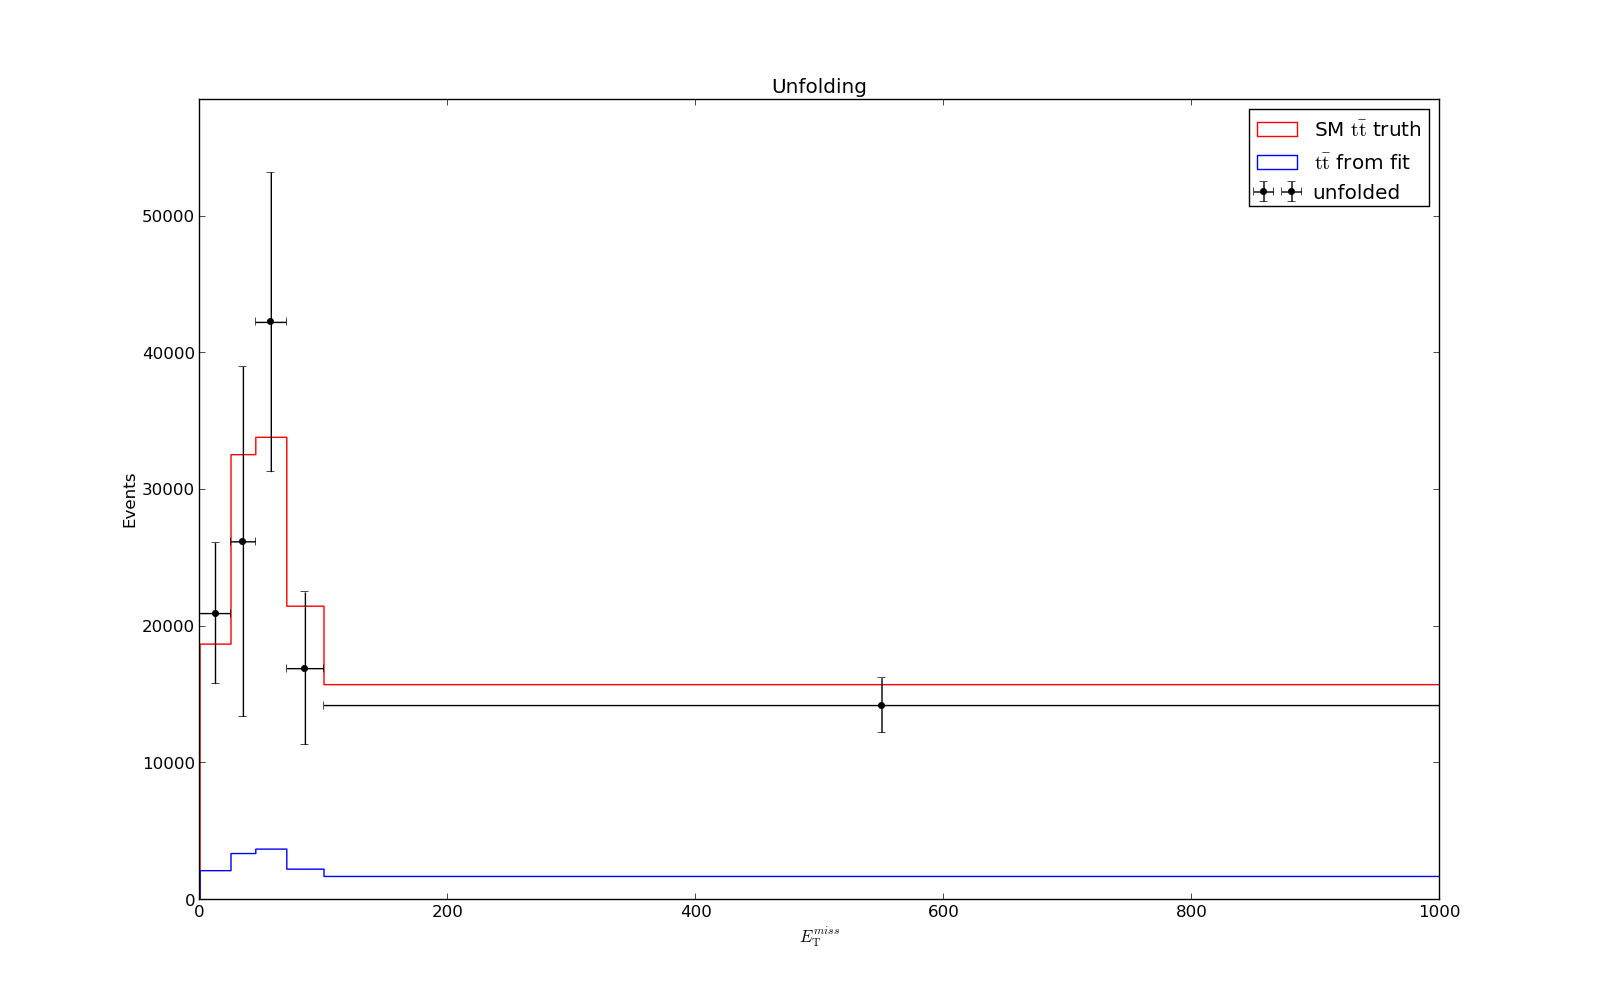 Unfolding
SM tt̄ truth
tt̄ from fit
unfolded
50000
40000
30000
20000
10000
0
Events
0 200 400 600 800 1000
E_T^miss